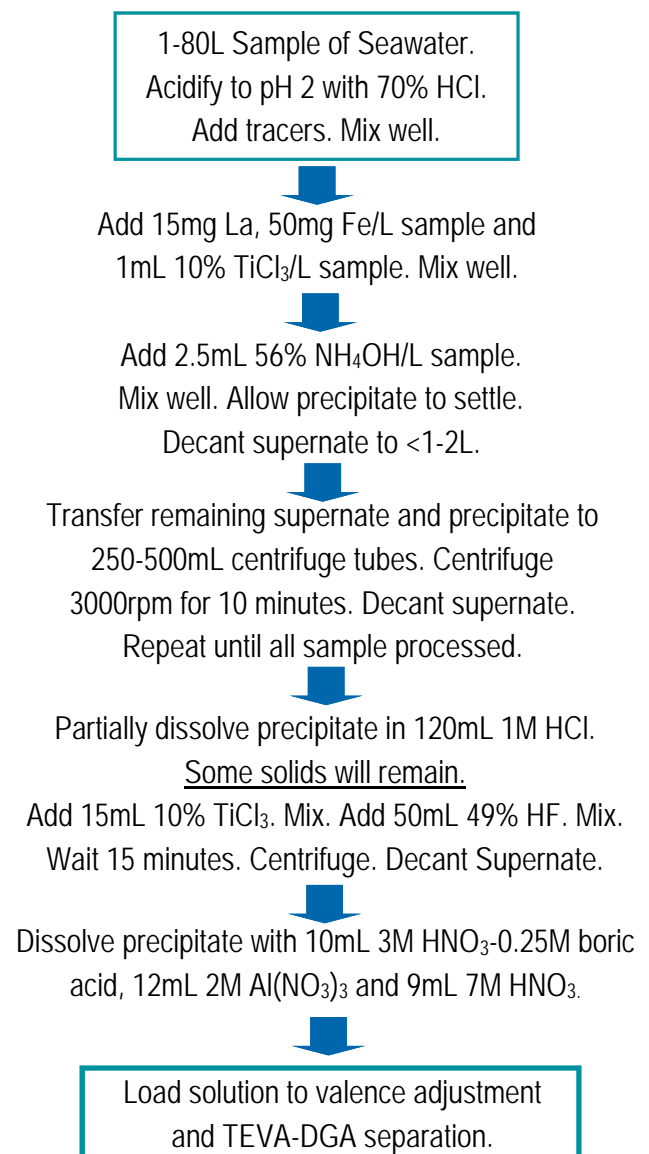 1-80L Sample of Seawater.
Acidify to pH 2 with 70% HCl.
Add tracers. Mix well.
Add 15mg La, 50mg Fe/L sample and
1mL 10% TiCl₃/L sample. Mix well.
Add 2.5mL 56% NH₄OH/L sample.
Mix well. Allow precipitate to settle.
Decant supernate to <1-2L.
Transfer remaining supernate and precipitate to
250-500mL centrifuge tubes. Centrifuge
3000rpm for 10 minutes. Decant supernate.
Repeat until all sample processed.
Partially dissolve precipitate in 120mL 1M HCl.
Some solids will remain.
Add 15mL 10% TiCl₃. Mix. Add 50mL 49% HF. Mix.
Wait 15 minutes. Centrifuge. Decant Supernate.
Dissolve precipitate with 10mL 3M HNO₃-0.25M boric
acid, 12mL 2M Al(NO₃)₃ and 9mL 7M HNO₃.
Load solution to valence adjustment
and TEVA-DGA separation.